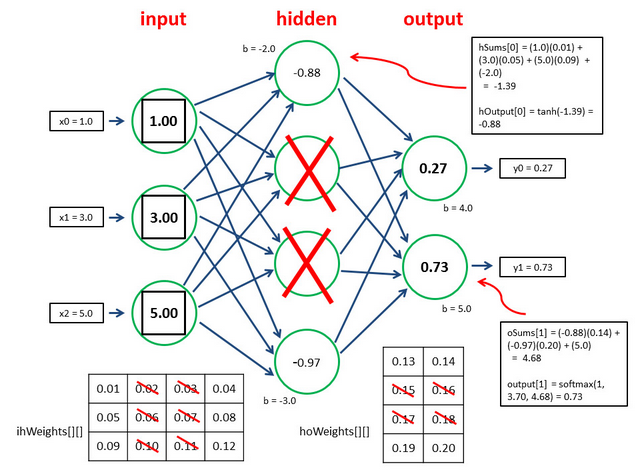 input hidden output
b = -2.0
-0.88
hSums[0] = (1.0)(0.01) +
(3.0)(0.05) + (5.0)(0.09) +
(-2.0)
= -1.39
hOutput[0] = tanh(-1.39) =
-0.88
x0 = 1.0
1.00
0.27
y0 = 0.27
b = 4.0
x1 = 3.0
3.00
0.73
y1 = 0.73
b = 5.0
x2 = 5.0
5.00
-0.97
b = -3.0
oSums[1] = (-0.88)(0.14) +
(-0.97)(0.20) + (5.0)
= 4.68
output[1] = softmax(1,
3.70, 4.68) = 0.73
ihWeights[][]
0.01 0.02 0.03 0.04
0.05 0.06 0.07 0.08
0.09 0.10 0.11 0.12
hoWeights[][]
0.13 0.14
0.15 0.16
0.17 0.18
0.19 0.20